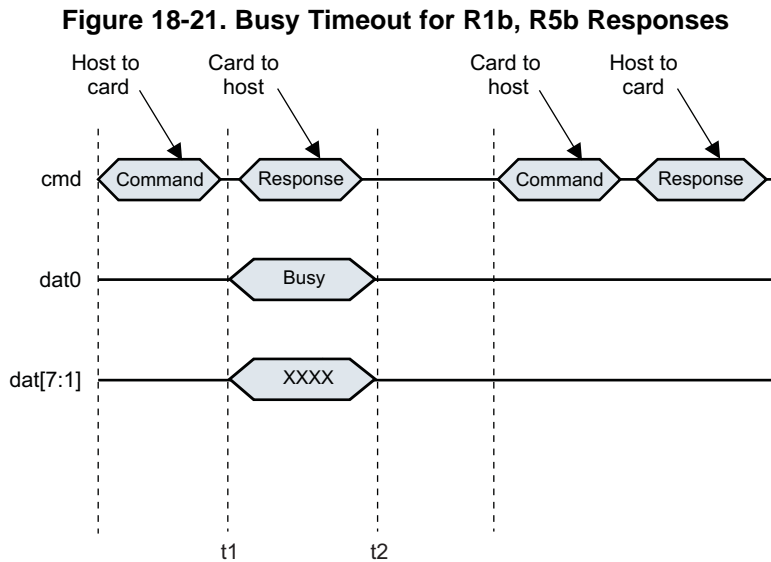 Figure 18-21. Busy Timeout for R1b, R5b Responses
Host to
card
Card to
host
Card to
host
Host to
card
cmd
Command
Response
Command
Response
dat0
Busy
dat[7:1]
XXXX
t1
t2